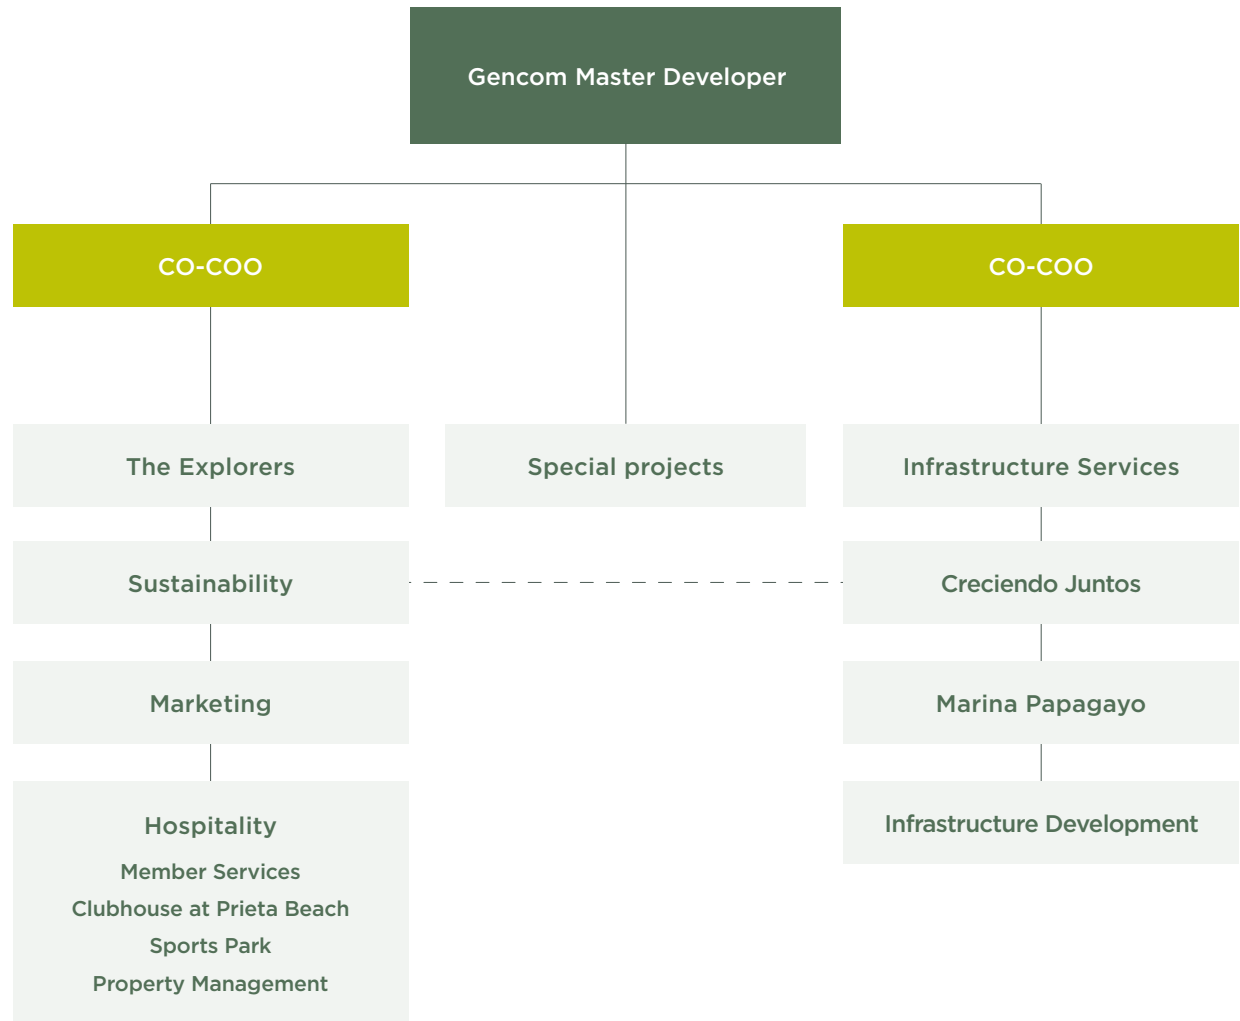 Gencom Master Developer
CO-COO
CO-COO
The Explorers
Special projects
Infrastructure Services
Sustainability
Creciendo Juntos
Marketing
Marina Papagayo
Hospitality
Member Services
Clubhouse at Prieta Beach
Sports Park
Property Management
Infrastructure Development